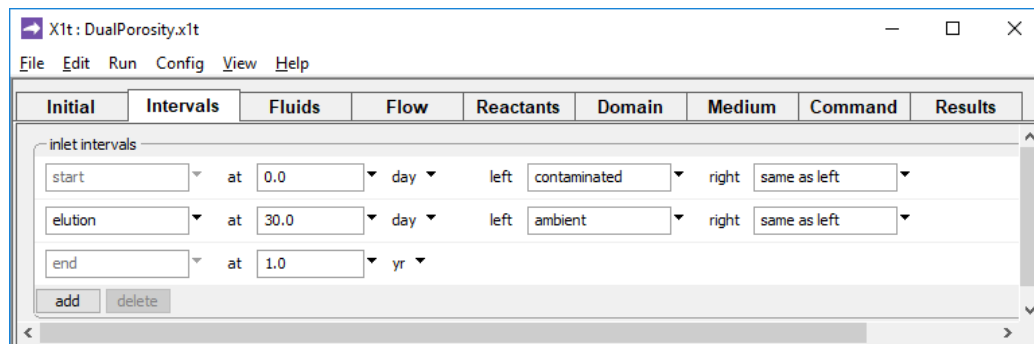 X1t : DualPorosity.x1t
File Edit Run Config View Help
Initial Intervals Fluids Flow Reactants Domain Medium Command Results
inlet intervals
start at 0.0 day left contaminated right same as left
elution at 30.0 day left ambient right same as left
end at 1.0 yr
add delete